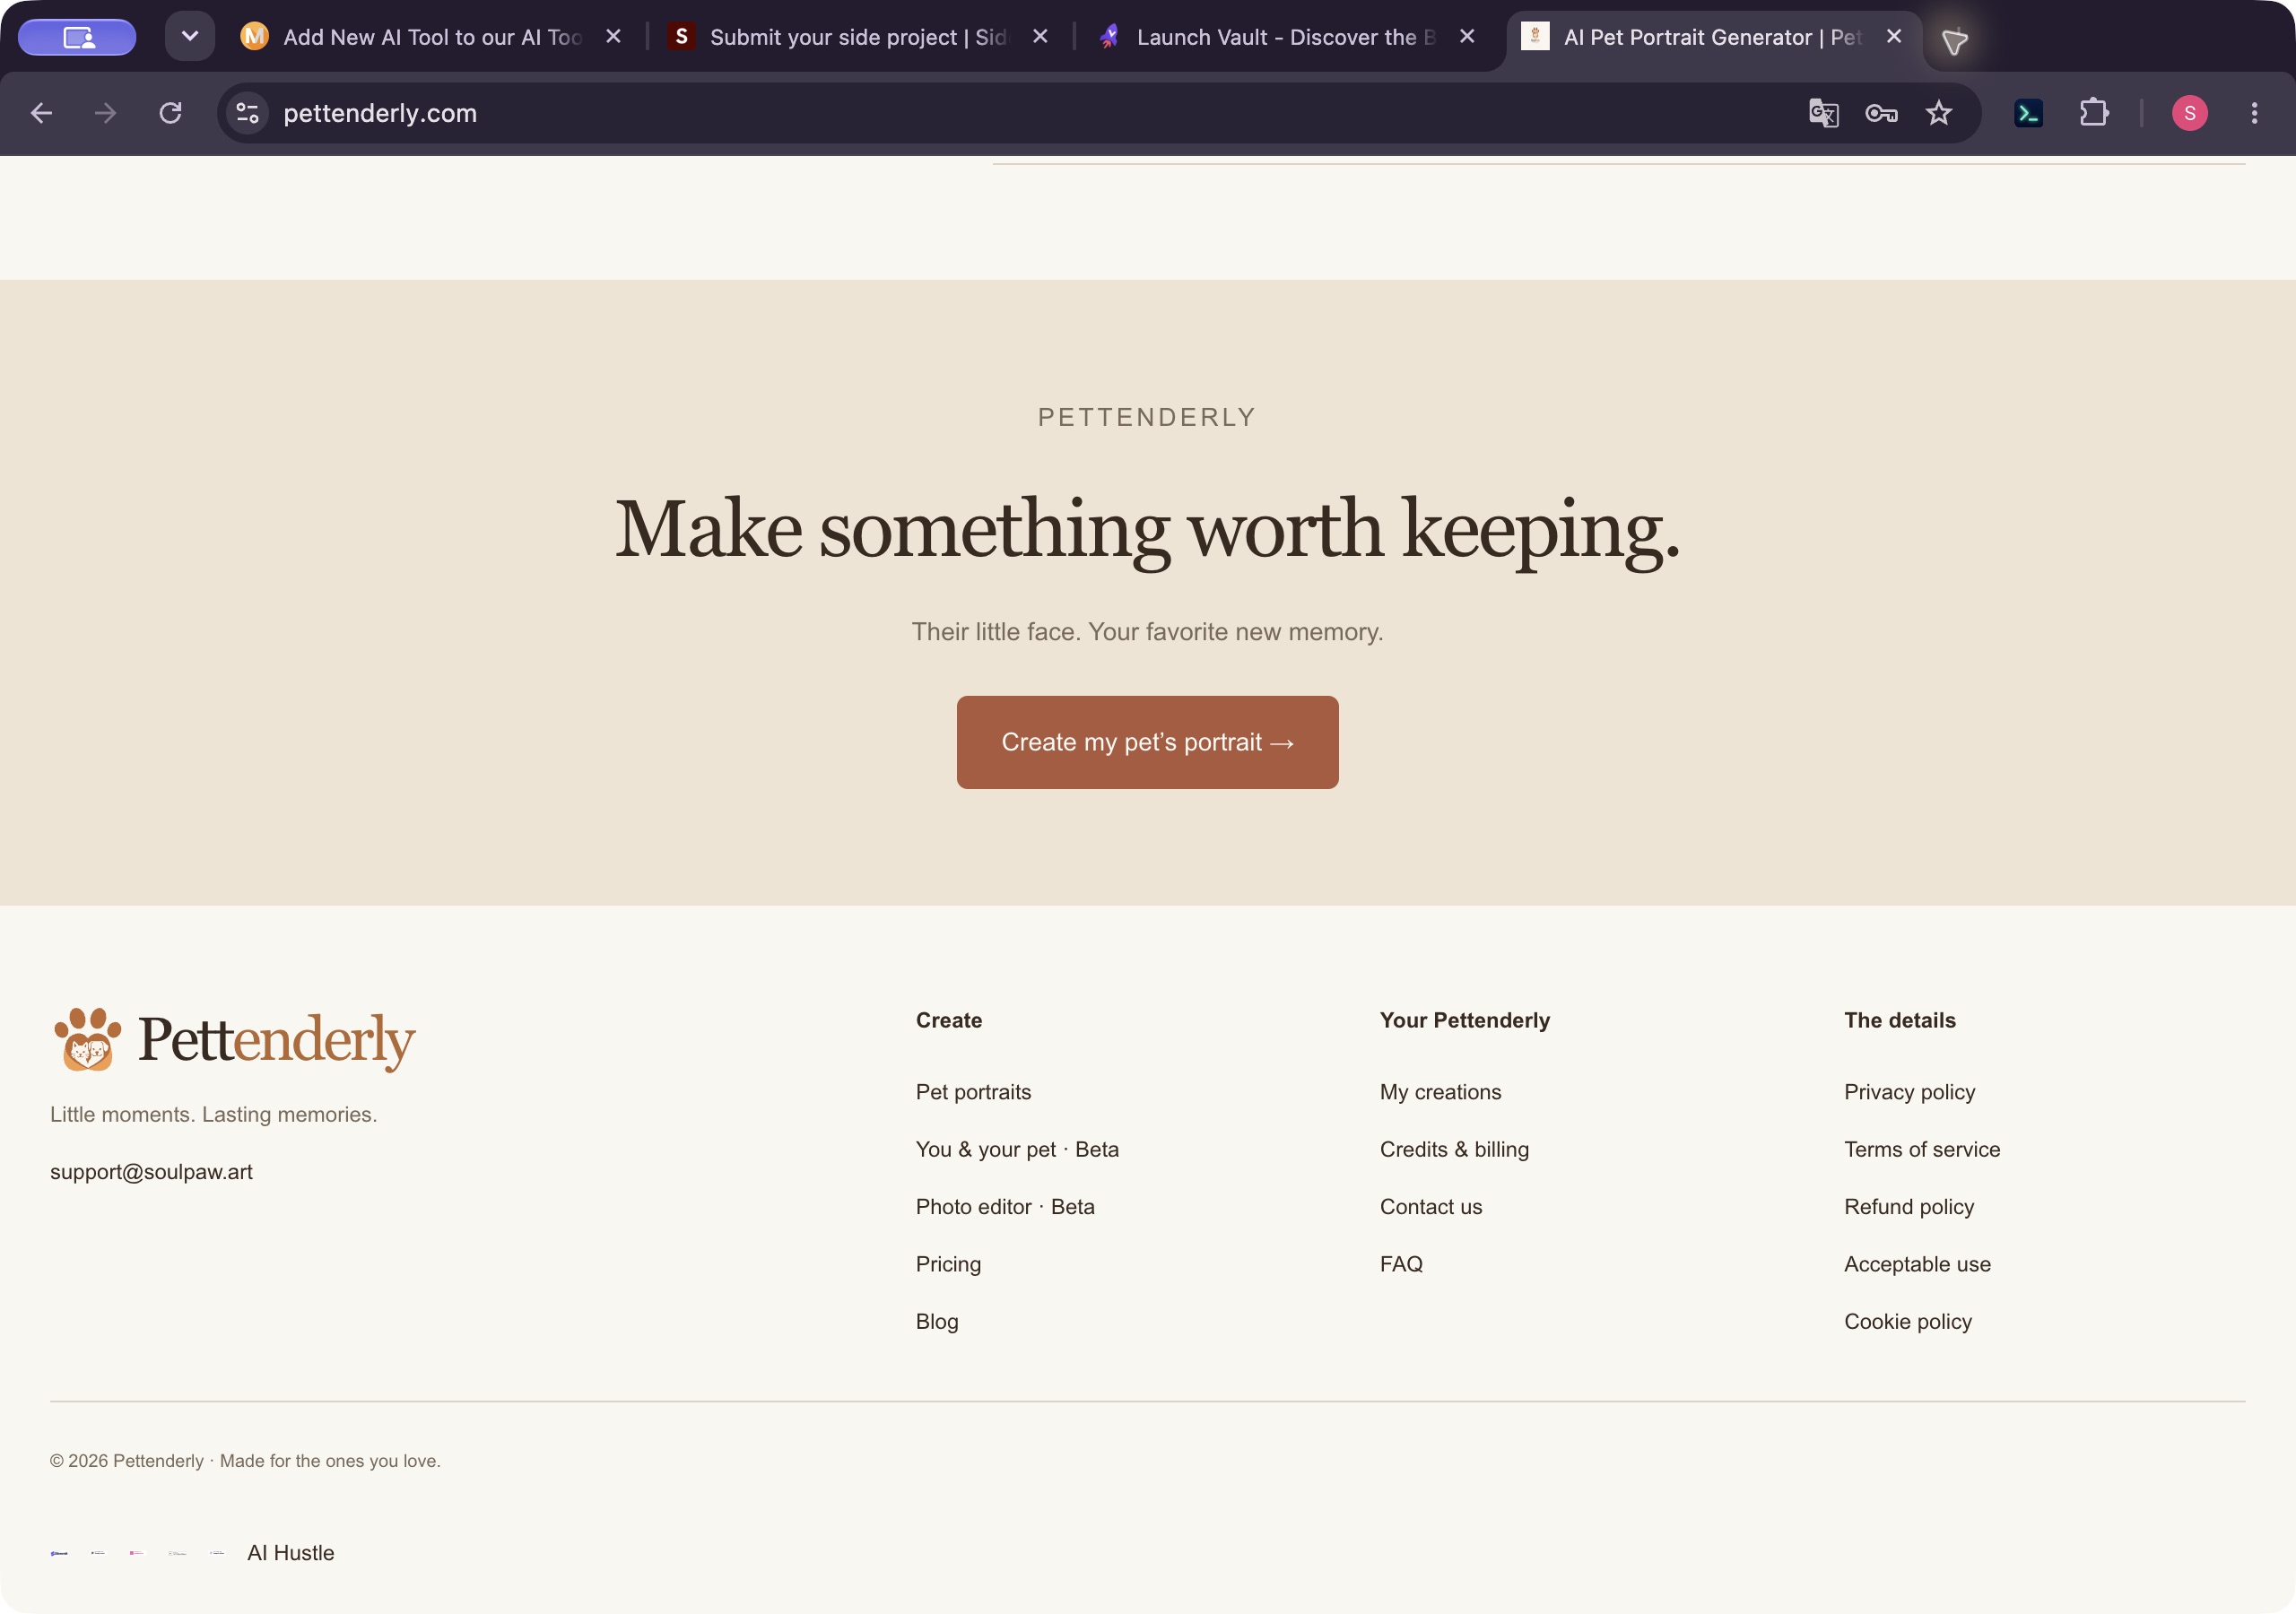 Add New AI Tool to our AI Too
S Submit your side project | Sid
Launch Vault - Discover the B
AI Pet Portrait Generator | Pet
pettenderly.com
S
PETTENDERLY
Make something worth keeping.
Their little face. Your favorite new memory.
Create my pet’s portrait →
Pettenderly
Little moments. Lasting memories.
support@soulpaw.art
Create
Pet portraits
You & your pet · Beta
Photo editor · Beta
Pricing
Blog
Your Pettenderly
My creations
Credits & billing
Contact us
FAQ
The details
Privacy policy
Terms of service
Refund policy
Acceptable use
Cookie policy
© 2026 Pettenderly · Made for the ones you love.
AI Hustle